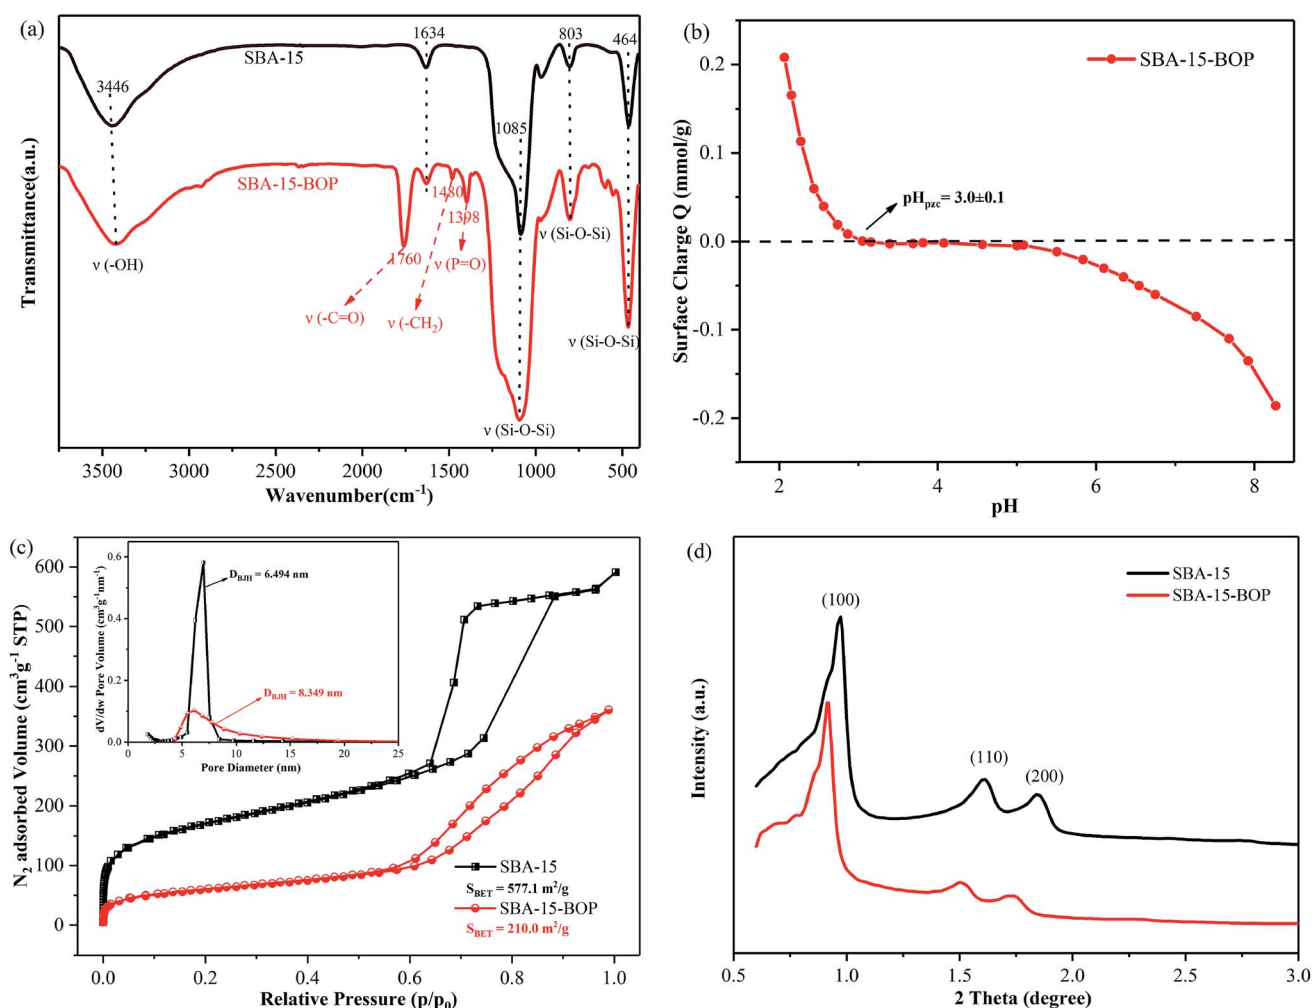 (a)
3446
SBA-15
1634
803
464
1085
SBA-15-BOP
1480
1398
1760
ν (-OH)
ν (P=O)
ν (Si-O-Si)
ν (-C=O)
ν (-CH2)
ν (Si-O-Si)
ν (Si-O-Si)
Transmittance(a.u.)
3500 3000 2500 2000 1500 1000 500
Wavenumber(cm-1)
(b)
SBA-15-BOP
pHpzc= 3.0±0.1
0.2
0.1
0.0
-0.1
-0.2
Surface Charge Q (mmol/g)
2 4 6 8
pH
(c)
600
500
400
300
200
100
0
N2 adsorbed Volume (cm3g-1 STP)
0.6
0.4
0.2
0.0
dV/dw Pore Volume (cm3g-1nm-1)
DBJH = 6.494 nm
DBJH = 8.349 nm
0 5 10 15 20 25
Pore Diameter (nm)
SBA-15
SBET = 577.1 m2/g
SBA-15-BOP
SBET = 210.0 m2/g
0.0 0.2 0.4 0.6 0.8 1.0
Relative Pressure (p/p0)
(d)
SBA-15
SBA-15-BOP
(100)
(110)
(200)
Intensity (a.u.)
0.5 1.0 1.5 2.0 2.5 3.0
2 Theta (degree)